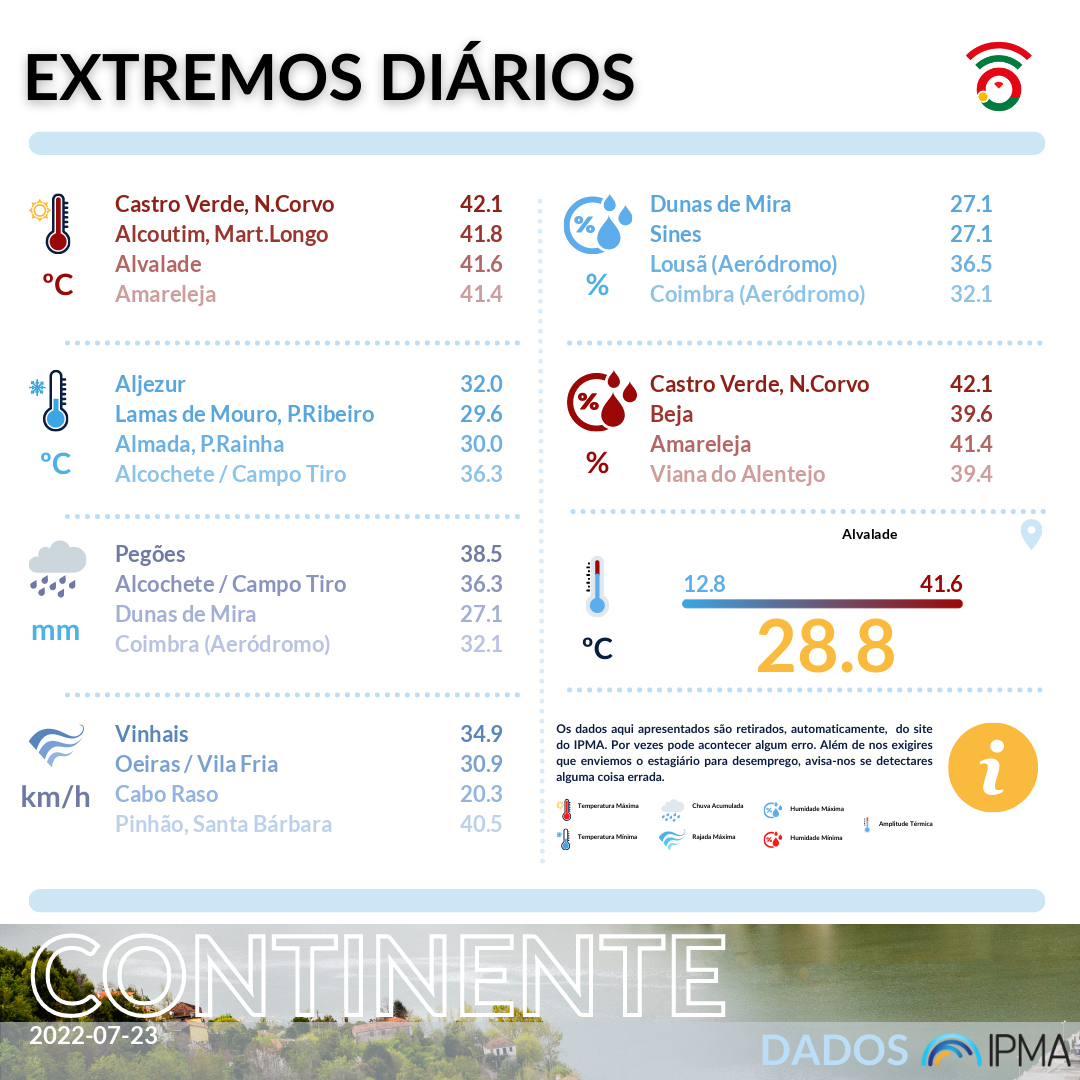 EXTREMOS DIÁRIOS
ºC
Castro Verde, N.Corvo 42.1
Alcoutim, Mart.Longo 41.8
Alvalade 41.6
Amareleja 41.4
ºC
Aljezur 32.0
Lamas de Mouro, P.Ribeiro 29.6
Almada, P.Rainha 30.0
Alcochete / Campo Tiro 36.3
mm
Pegões 38.5
Alcochete / Campo Tiro 36.3
Dunas de Mira 27.1
Coimbra (Aeródromo) 32.1
km/h
Vinhais 34.9
Oeiras / Vila Fria 30.9
Cabo Raso 20.3
Pinhão, Santa Bárbara 40.5
%
%
Dunas de Mira 27.1
Sines 27.1
Lousã (Aeródromo) 36.5
Coimbra (Aeródromo) 32.1
%
%
Castro Verde, N.Corvo 42.1
Beja 39.6
Amareleja 41.4
Viana do Alentejo 39.4
Alvalade
12.8 41.6
ºC
28.8
Os dados aqui apresentados são retirados, automaticamente, do site
do IPMA. Por vezes pode acontecer algum erro. Além de nos exigires
que enviemos o estagiário para desemprego, avisa-nos se detectares
alguma coisa errada.
i
Temperatura Máxima
Chuva Acumulada
Humidade Máxima
Amplitude Térmica
Temperatura Mínima
Rajada Máxima
Humidade Mínima
CONTINENTE
2022-07-23
DADOS IPMA